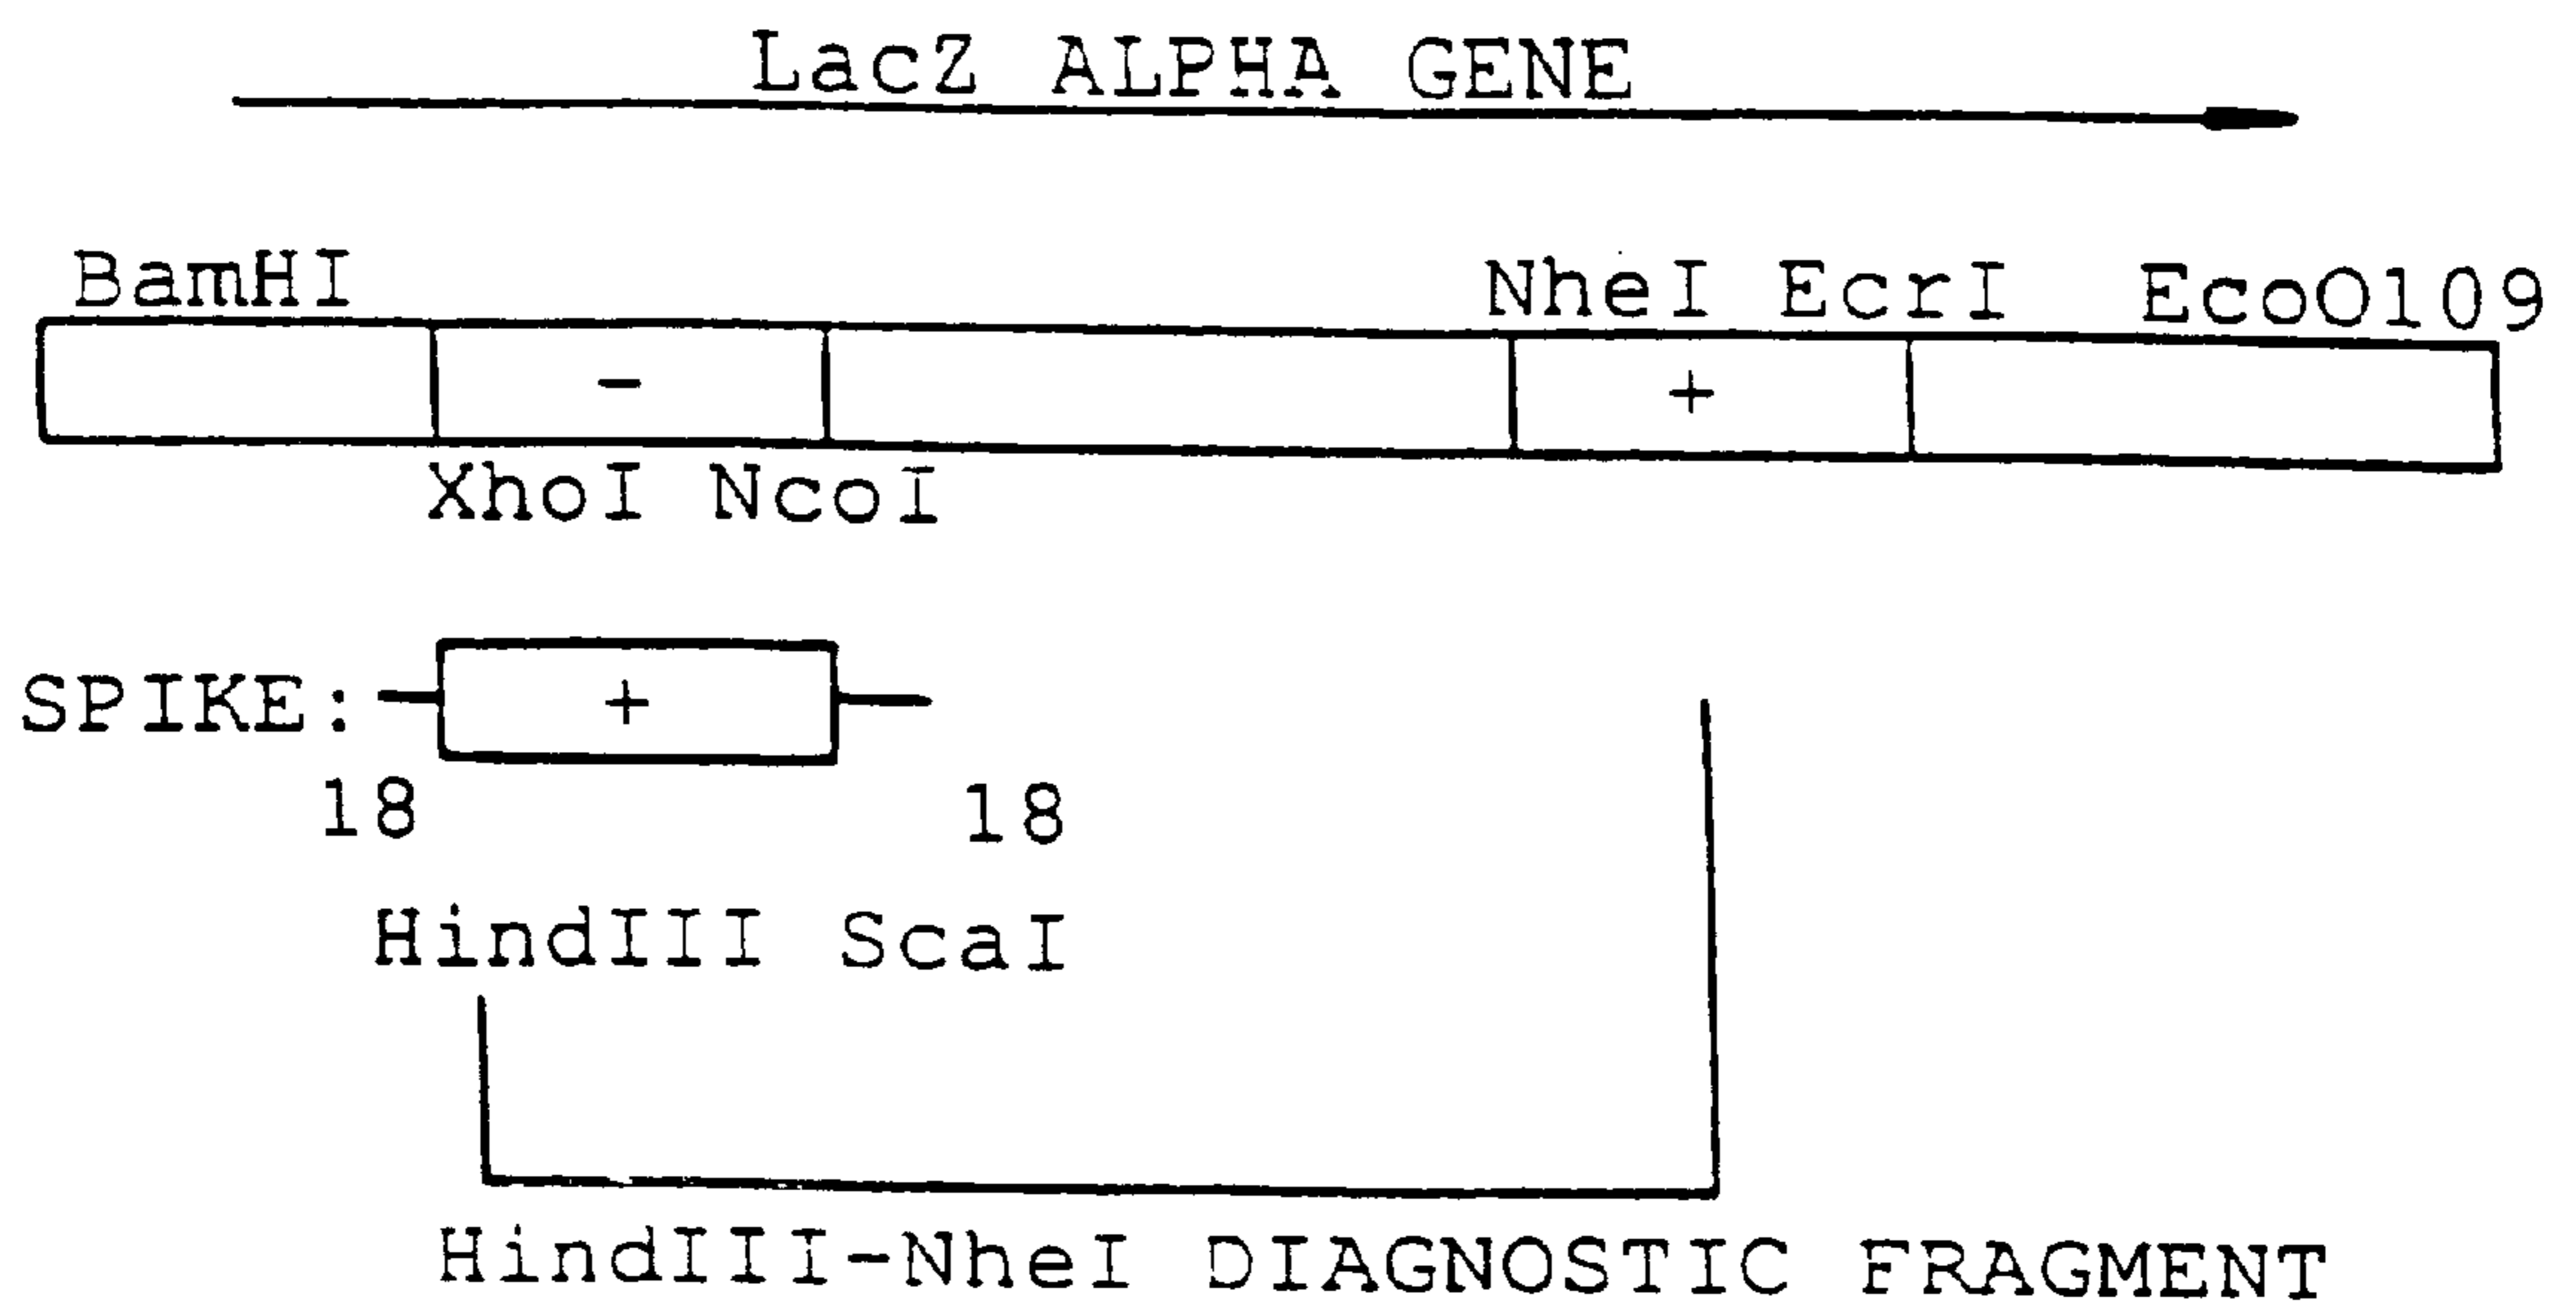 LacZ ALPHA GENE
BamHI NheI EcrI EcoO109
- +
XhoI NcoI
SPIKE: +
18 18
HindIII ScaI
HindIII-NheI DIAGNOSTIC FRAGMENT